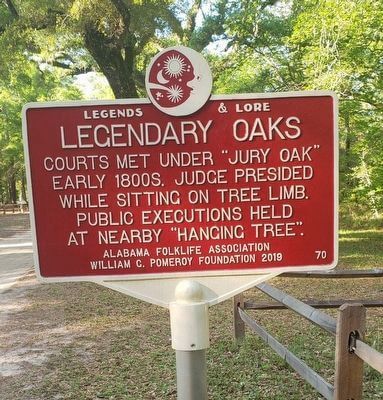 LEGENDS & LORE
LEGENDARY OAKS
COURTS MET UNDER "JURY OAK"
EARLY 1800S. JUDGE PRESIDED
WHILE SITTING ON TREE LIMB.
PUBLIC EXECUTIONS HELD
AT NEARBY "HANGING TREE".
ALABAMA FOLKLIFE ASSOCIATION
WILLIAM C. POMEROY FOUNDATION 2019 70